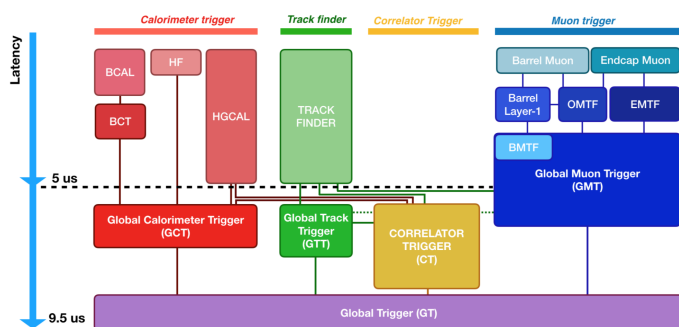 Calorimeter trigger
Track finder
Correlator Trigger
Muon trigger
Latency
BCAL
HF
HGCAL
TRACK
FINDER
Barrel Muon
Endcap Muon
BCT
Barrel
Layer-1
OMTF
EMTF
BMTF
Global Muon Trigger
(GMT)
5 us
Global Calorimeter Trigger
(GCT)
Global Track
Trigger
(GTT)
CORRELATOR
TRIGGER
(CT)
9.5 us
Global Trigger (GT)